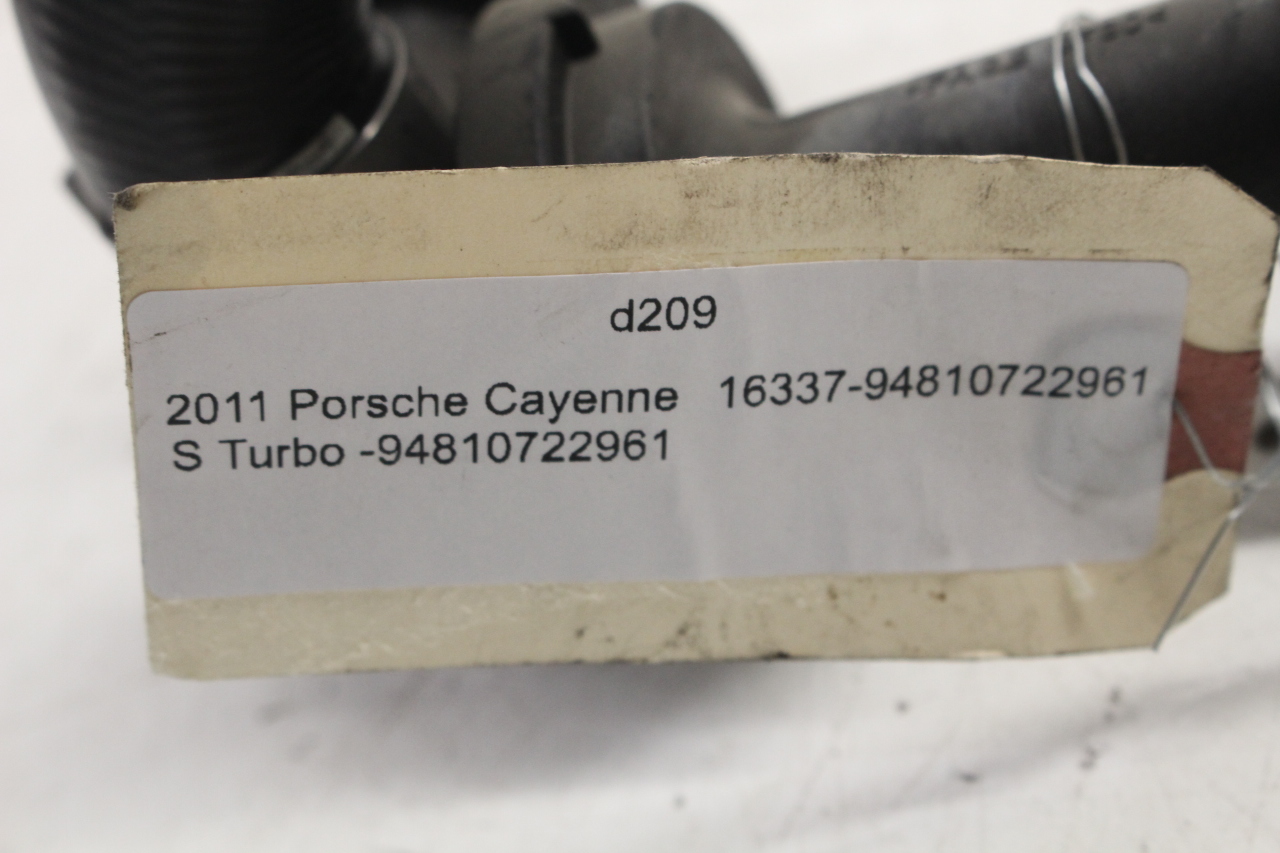 d209
2011 Porsche Cayenne 16337-94810722961
S Turbo -94810722961